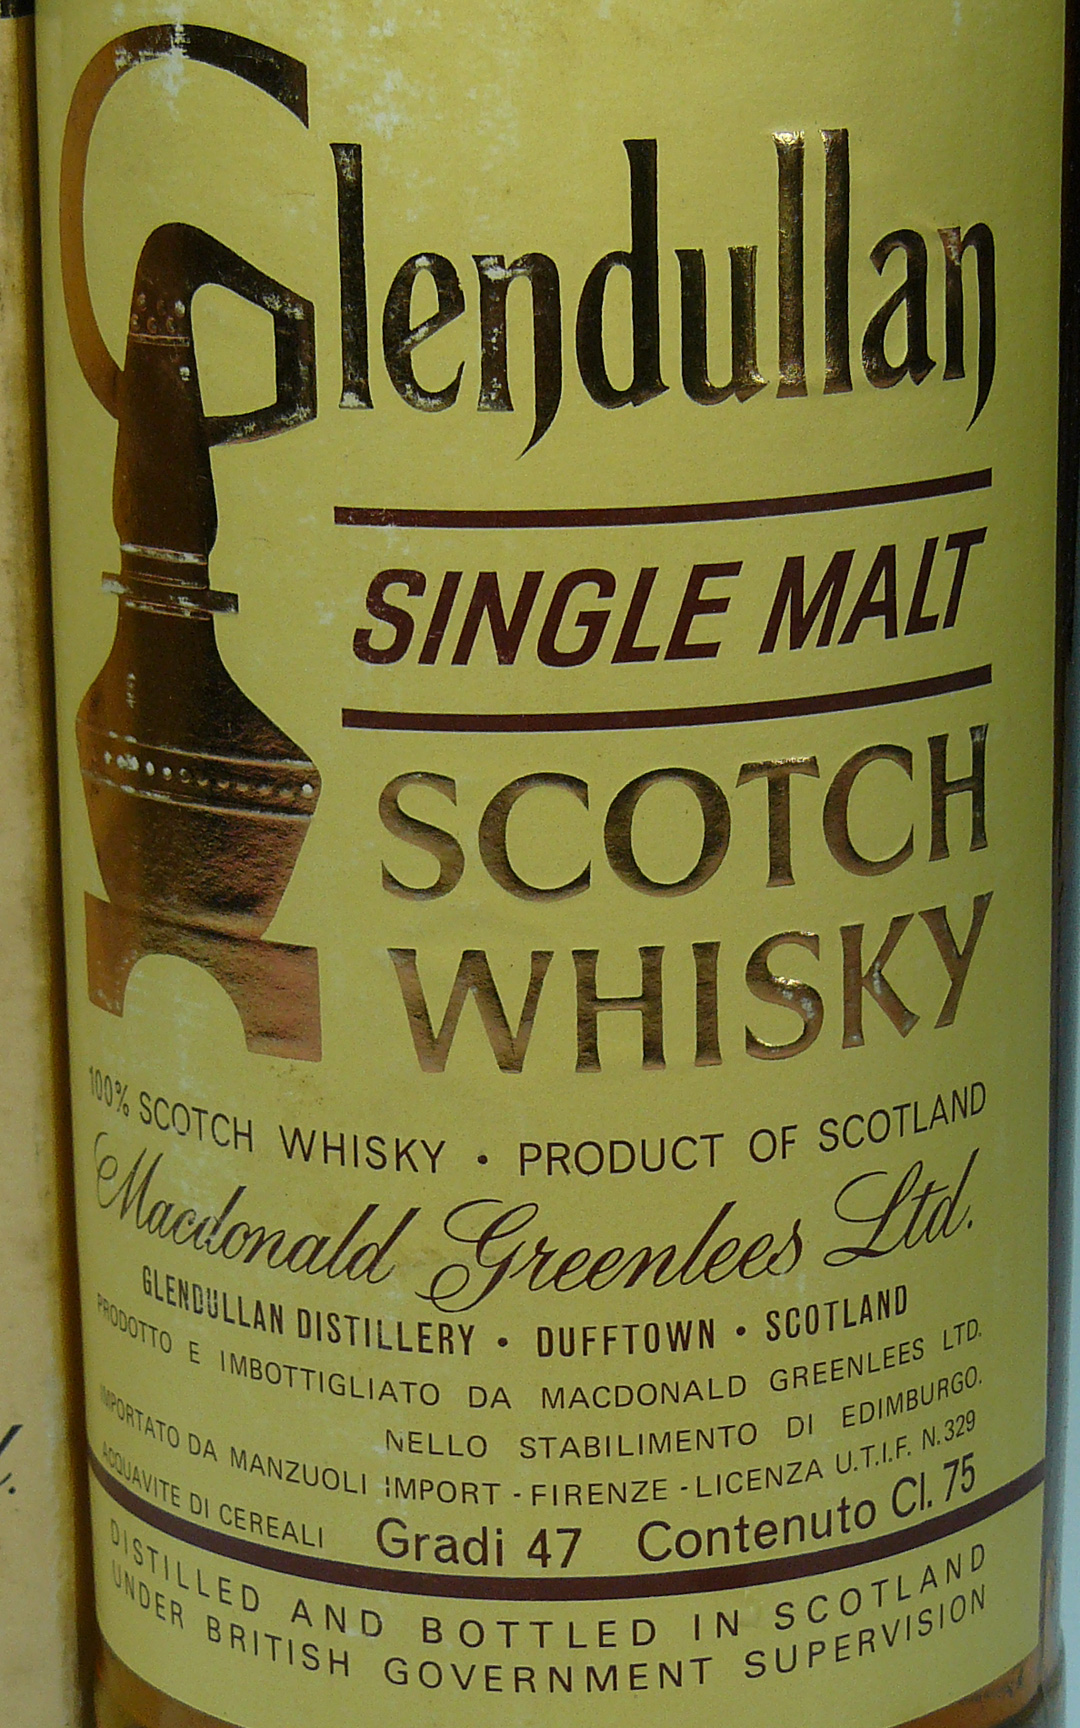 Glendullan
SINGLE MALT
SCOTCH
WHISKY
100% SCOTCH WHISKY • PRODUCT OF SCOTLAND
Macdonald Greenlees Ltd.
GLENDULLAN DISTILLERY • DUFFTOWN • SCOTLAND
PRODOTTO E IMBOTTIGLIATO DA MACDONALD GREENLEES LTD.
NELLO STABILIMENTO DI EDIMBURGO.
IMPORTATO DA MANZUOLI IMPORT - FIRENZE - LICENZA U.T.I.F. N.329
ACQUAVITE DI CEREALI Gradi 47 Contenuto Cl. 75
DISTILLED AND BOTTLED IN SCOTLAND
UNDER BRITISH GOVERNMENT SUPERVISION